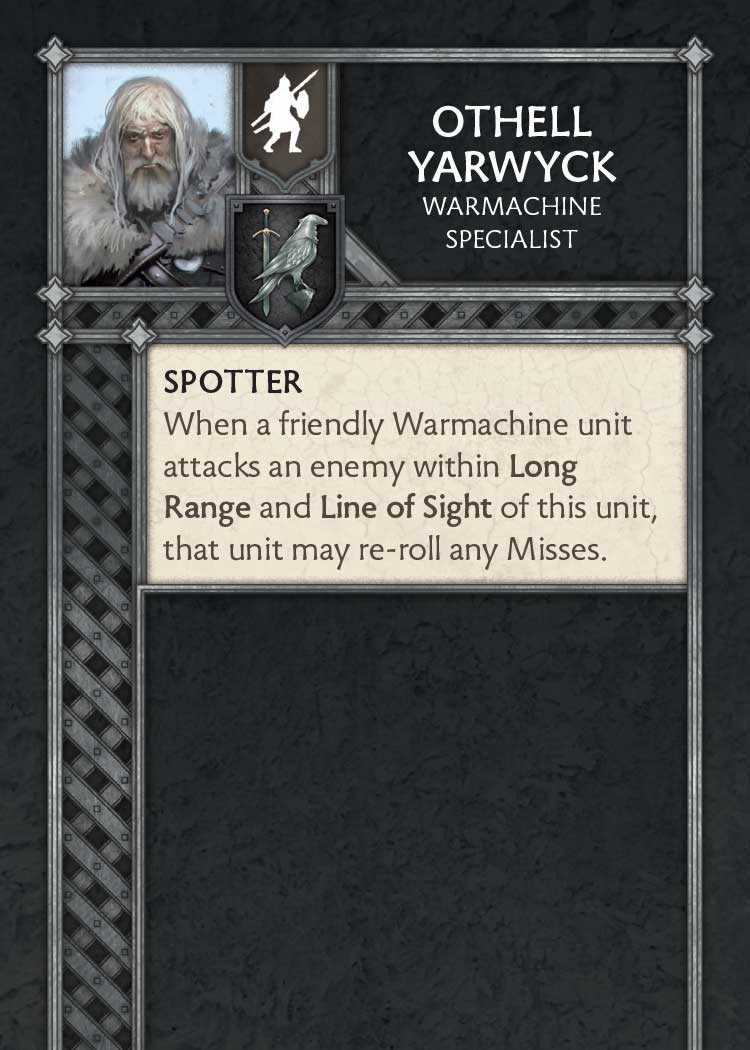 OTHELL
YARWYCK
WARMACHINE
SPECIALIST
SPOTTER
When a friendly Warmachine unit
attacks an enemy within Long
Range and Line of Sight of this unit,
that unit may re-roll any Misses.